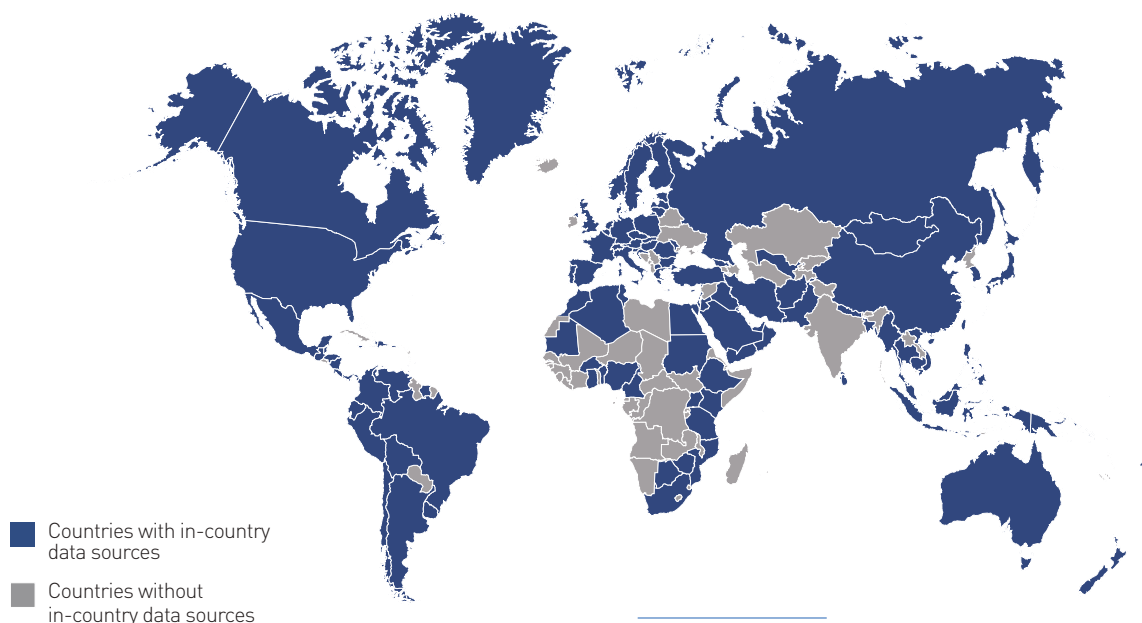 Countries with in-country
data sources
Countries without
in-country data sources